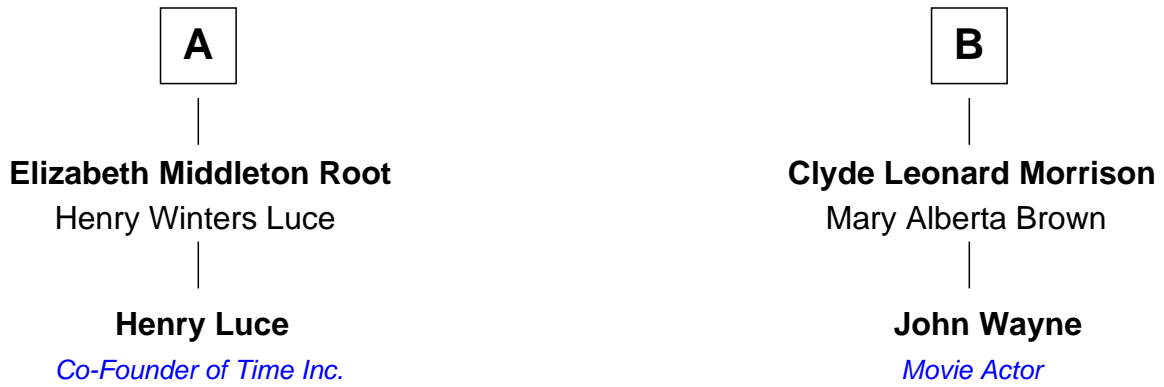 A
Elizabeth Middleton Root
Henry Winters Luce
Henry Luce
Co-Founder of Time Inc.
B
Clyde Leonard Morrison
Mary Alberta Brown
John Wayne
Movie Actor